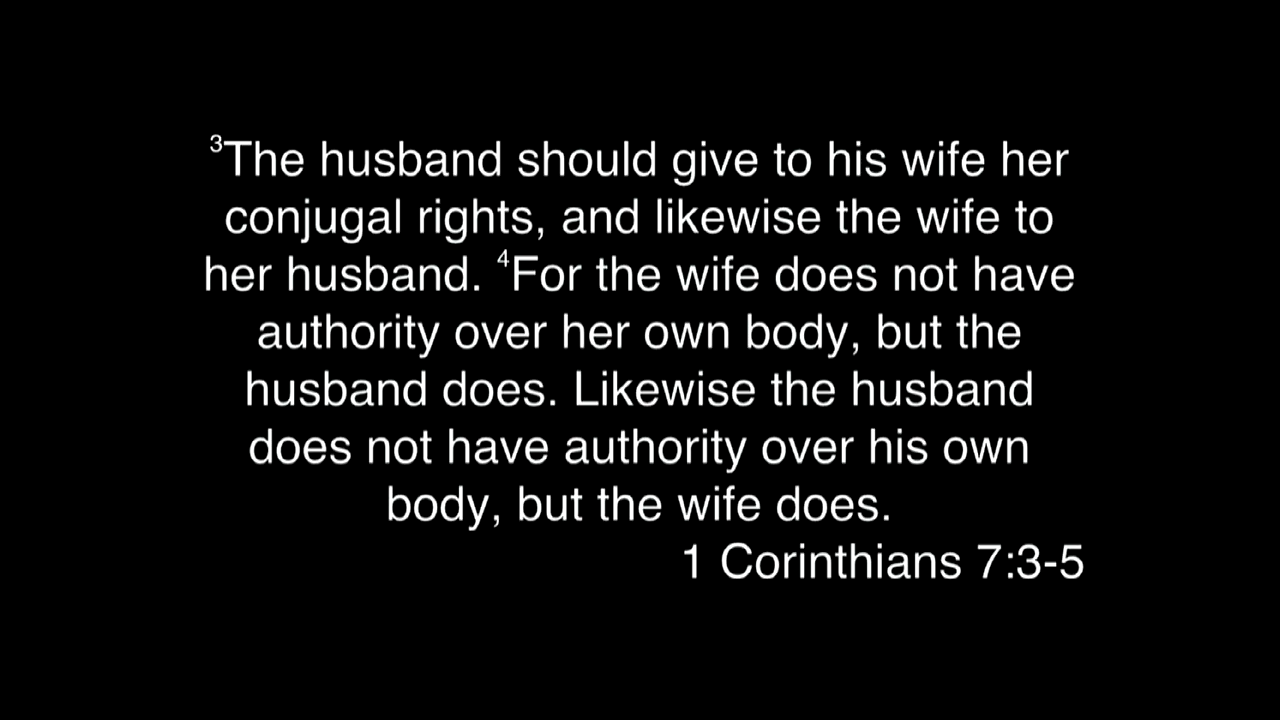 ³The husband should give to his wife her
conjugal rights, and likewise the wife to
her husband. ⁴For the wife does not have
authority over her own body, but the
husband does. Likewise the husband
does not have authority over his own
body, but the wife does.
1 Corinthians 7:3-5